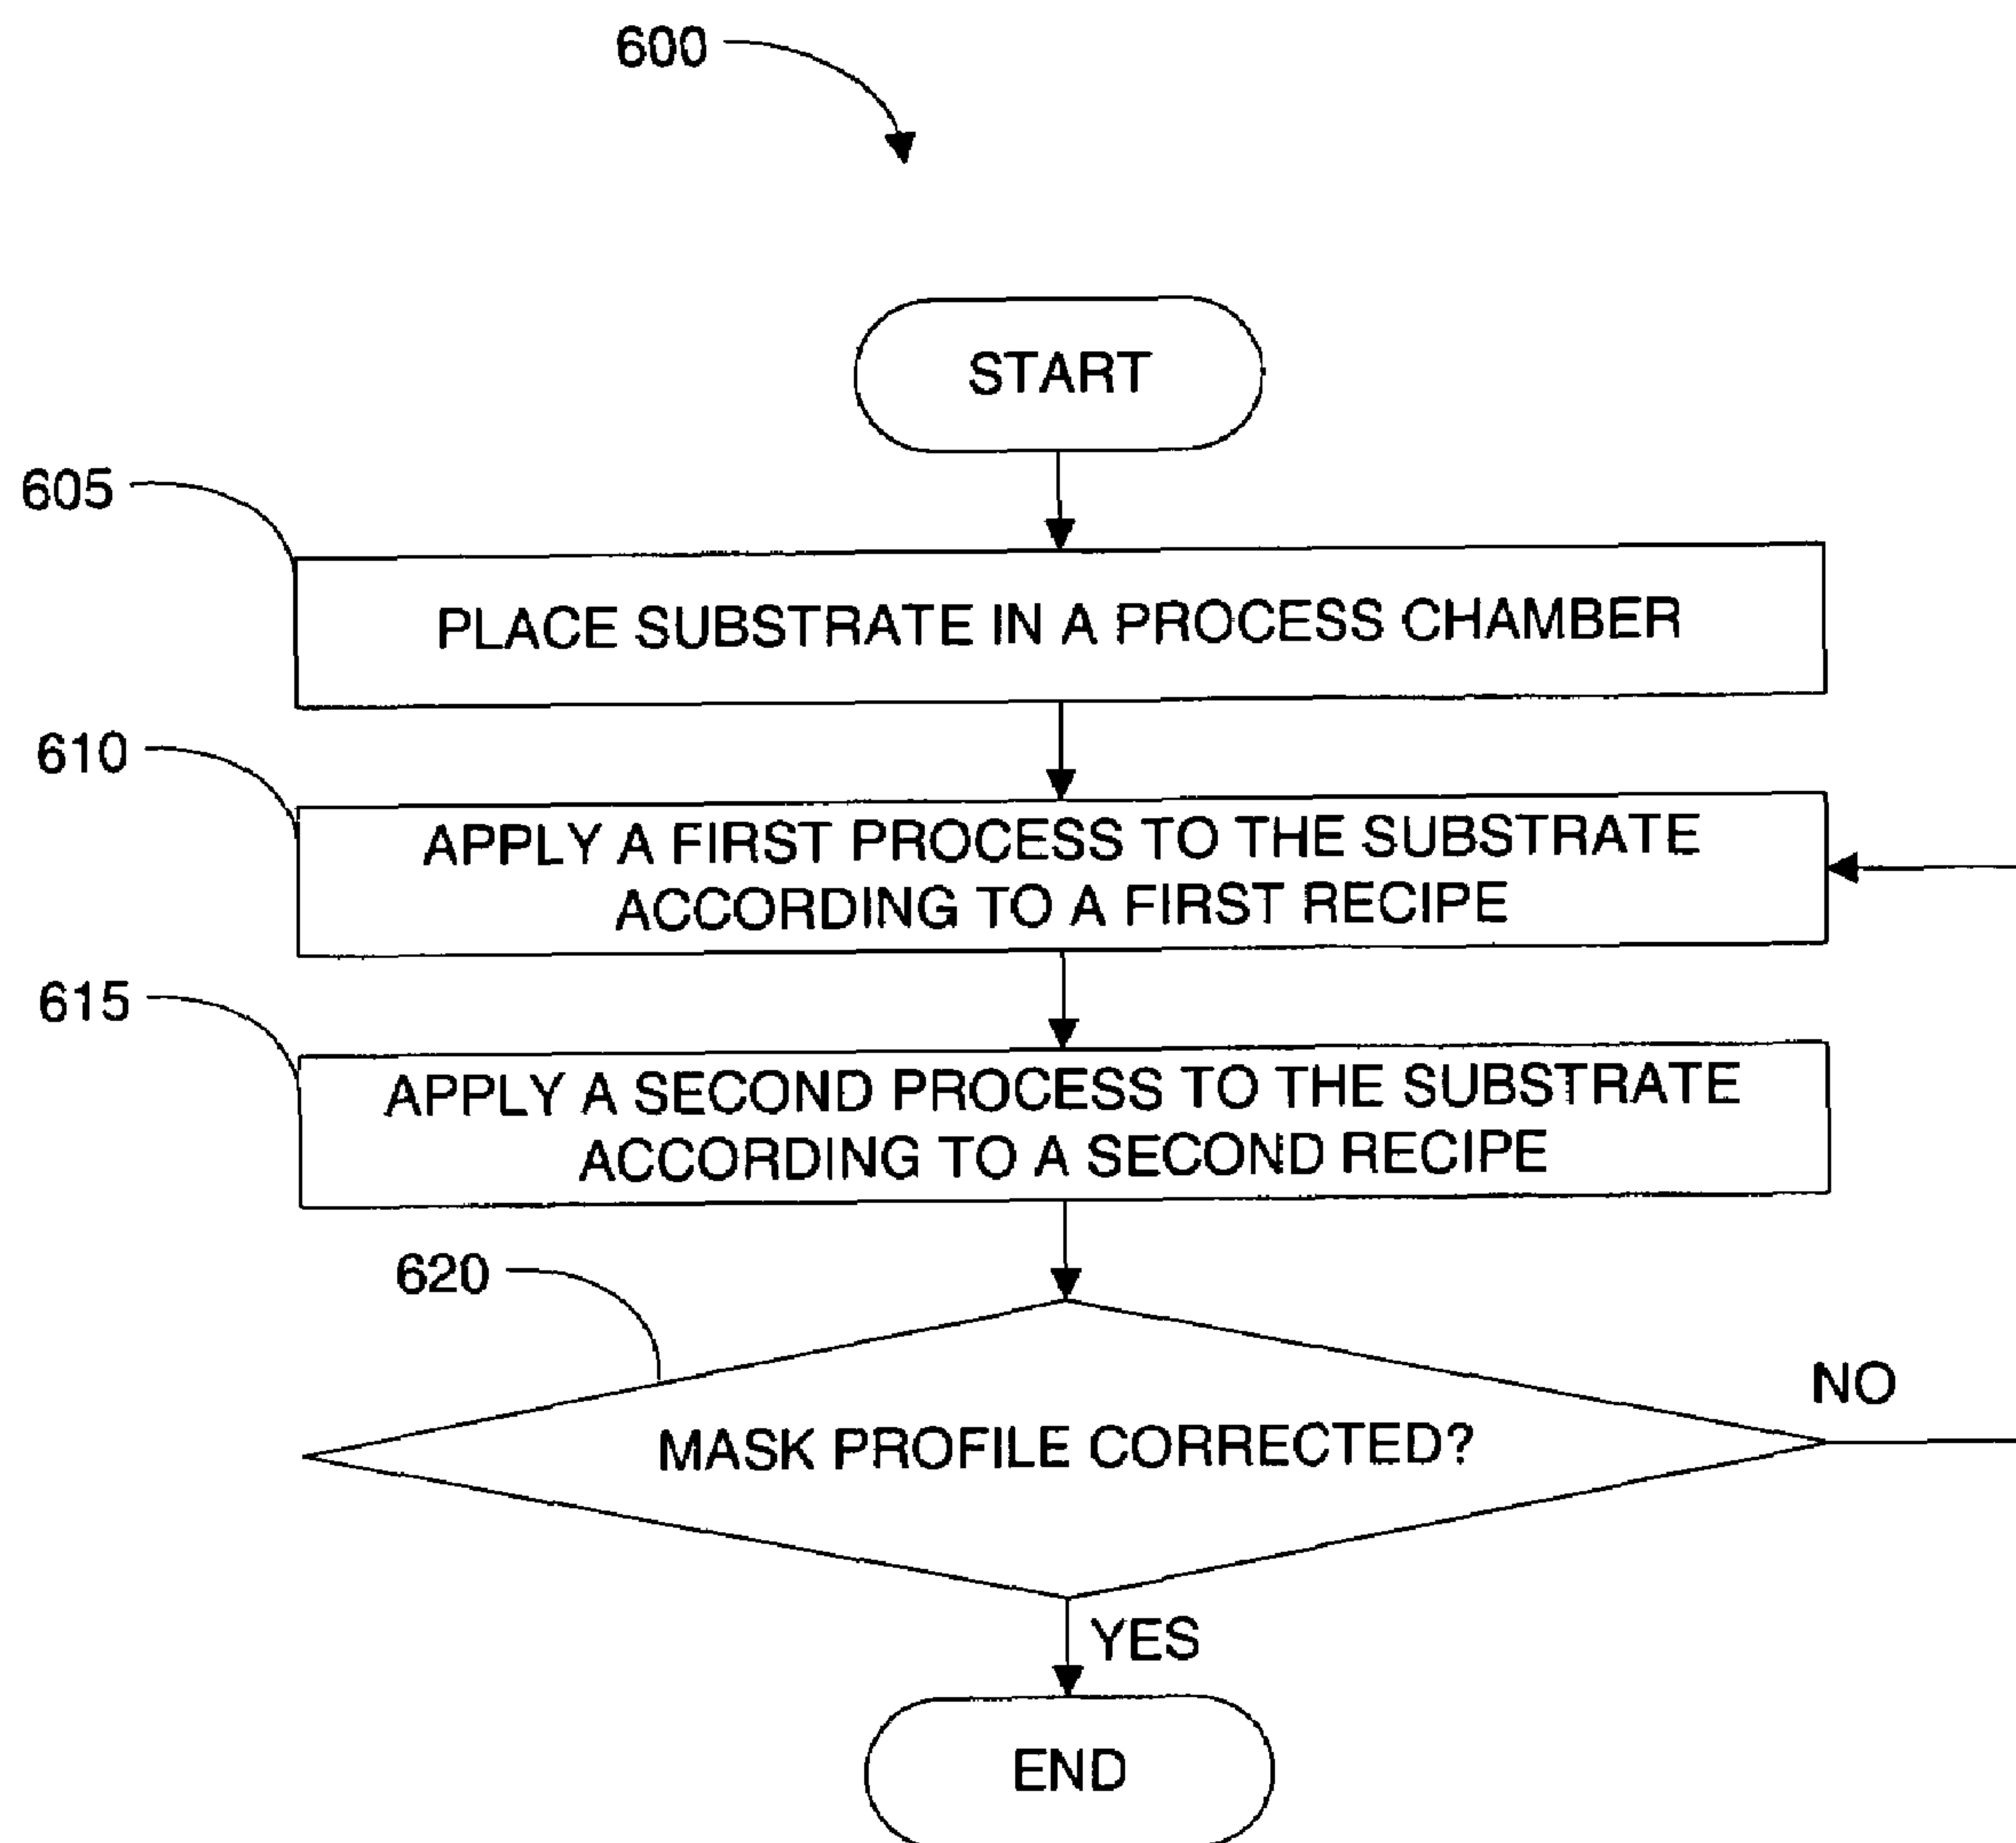 600
START
605
PLACE SUBSTRATE IN A PROCESS CHAMBER
610
APPLY A FIRST PROCESS TO THE SUBSTRATE
ACCORDING TO A FIRST RECIPE
615
APPLY A SECOND PROCESS TO THE SUBSTRATE
ACCORDING TO A SECOND RECIPE
620
NO
MASK PROFILE CORRECTED?
YES
END